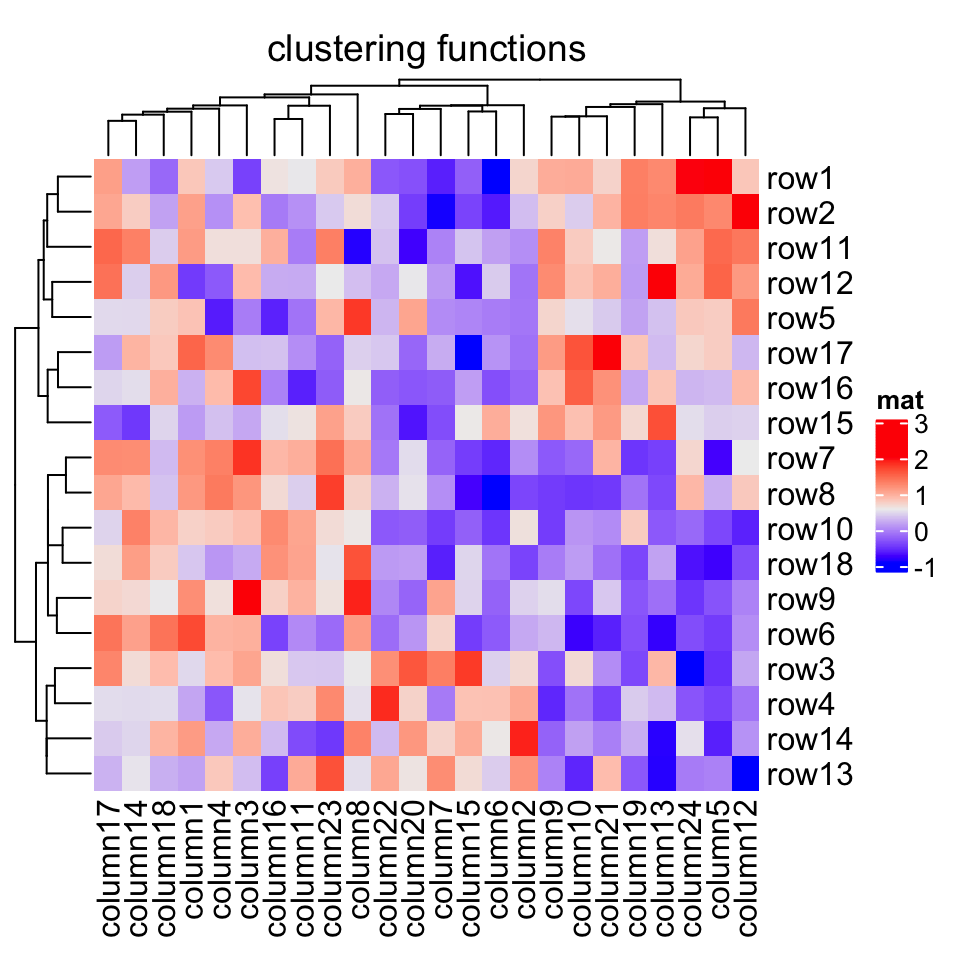 clustering functions
row1
row2
row11
row12
row5
row17
row16
row15
row7
row8
row10
row18
row9
row6
row3
row4
row14
row13
mat
3
2
1
0
-1
column17
column14
column18
column1
column4
column3
column16
column11
column23
column8
column22
column20
column7
column15
column6
column2
column9
column10
column21
column19
column13
column24
column5
column12